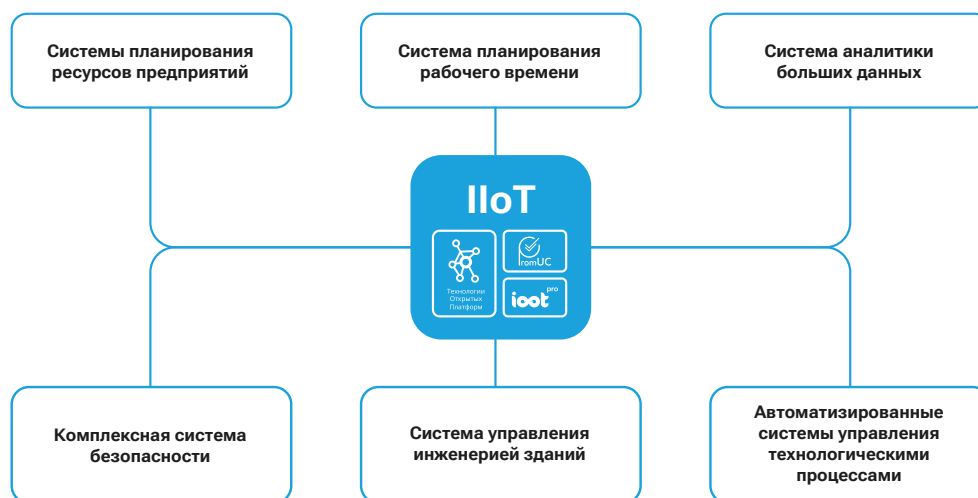 Системы планирования
ресурсов предприятий
Система планирования
рабочего времени
Система аналитики
больших данных
IIoT
Технологии
Открытых
Платформ
PromUC
ioot pro
Комплексная система
безопасности
Система управления
инженерией зданий
Автоматизированные
системы управления
технологическими
процессами